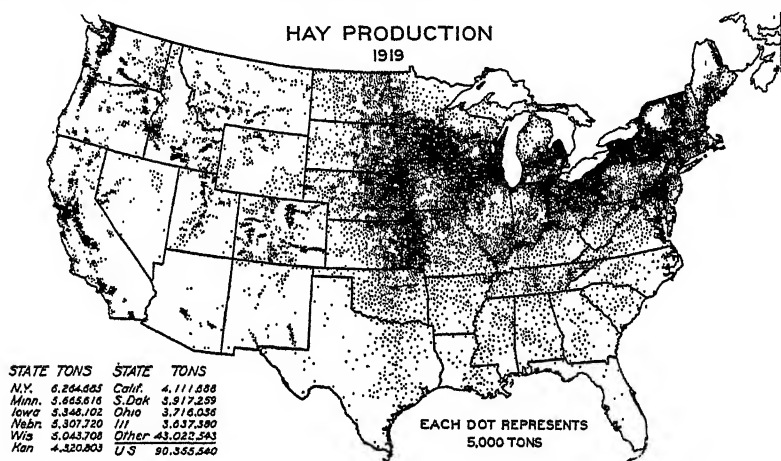 HAY PRODUCTION
1919
STATE TONS STATE TONS
N.Y. 6,264,685 Calif. 4,111,888
Minn. 5,665,616 S.Dak 3,917,259
Iowa 5,348,102 Ohio 3,716,036
Nebr. 5,307,720 Ill 3,637,380
Wis 5,043,708 Other 43,022,343
Kan 4,320,803 U S 90,355,540
EACH DOT REPRESENTS
5,000 TONS